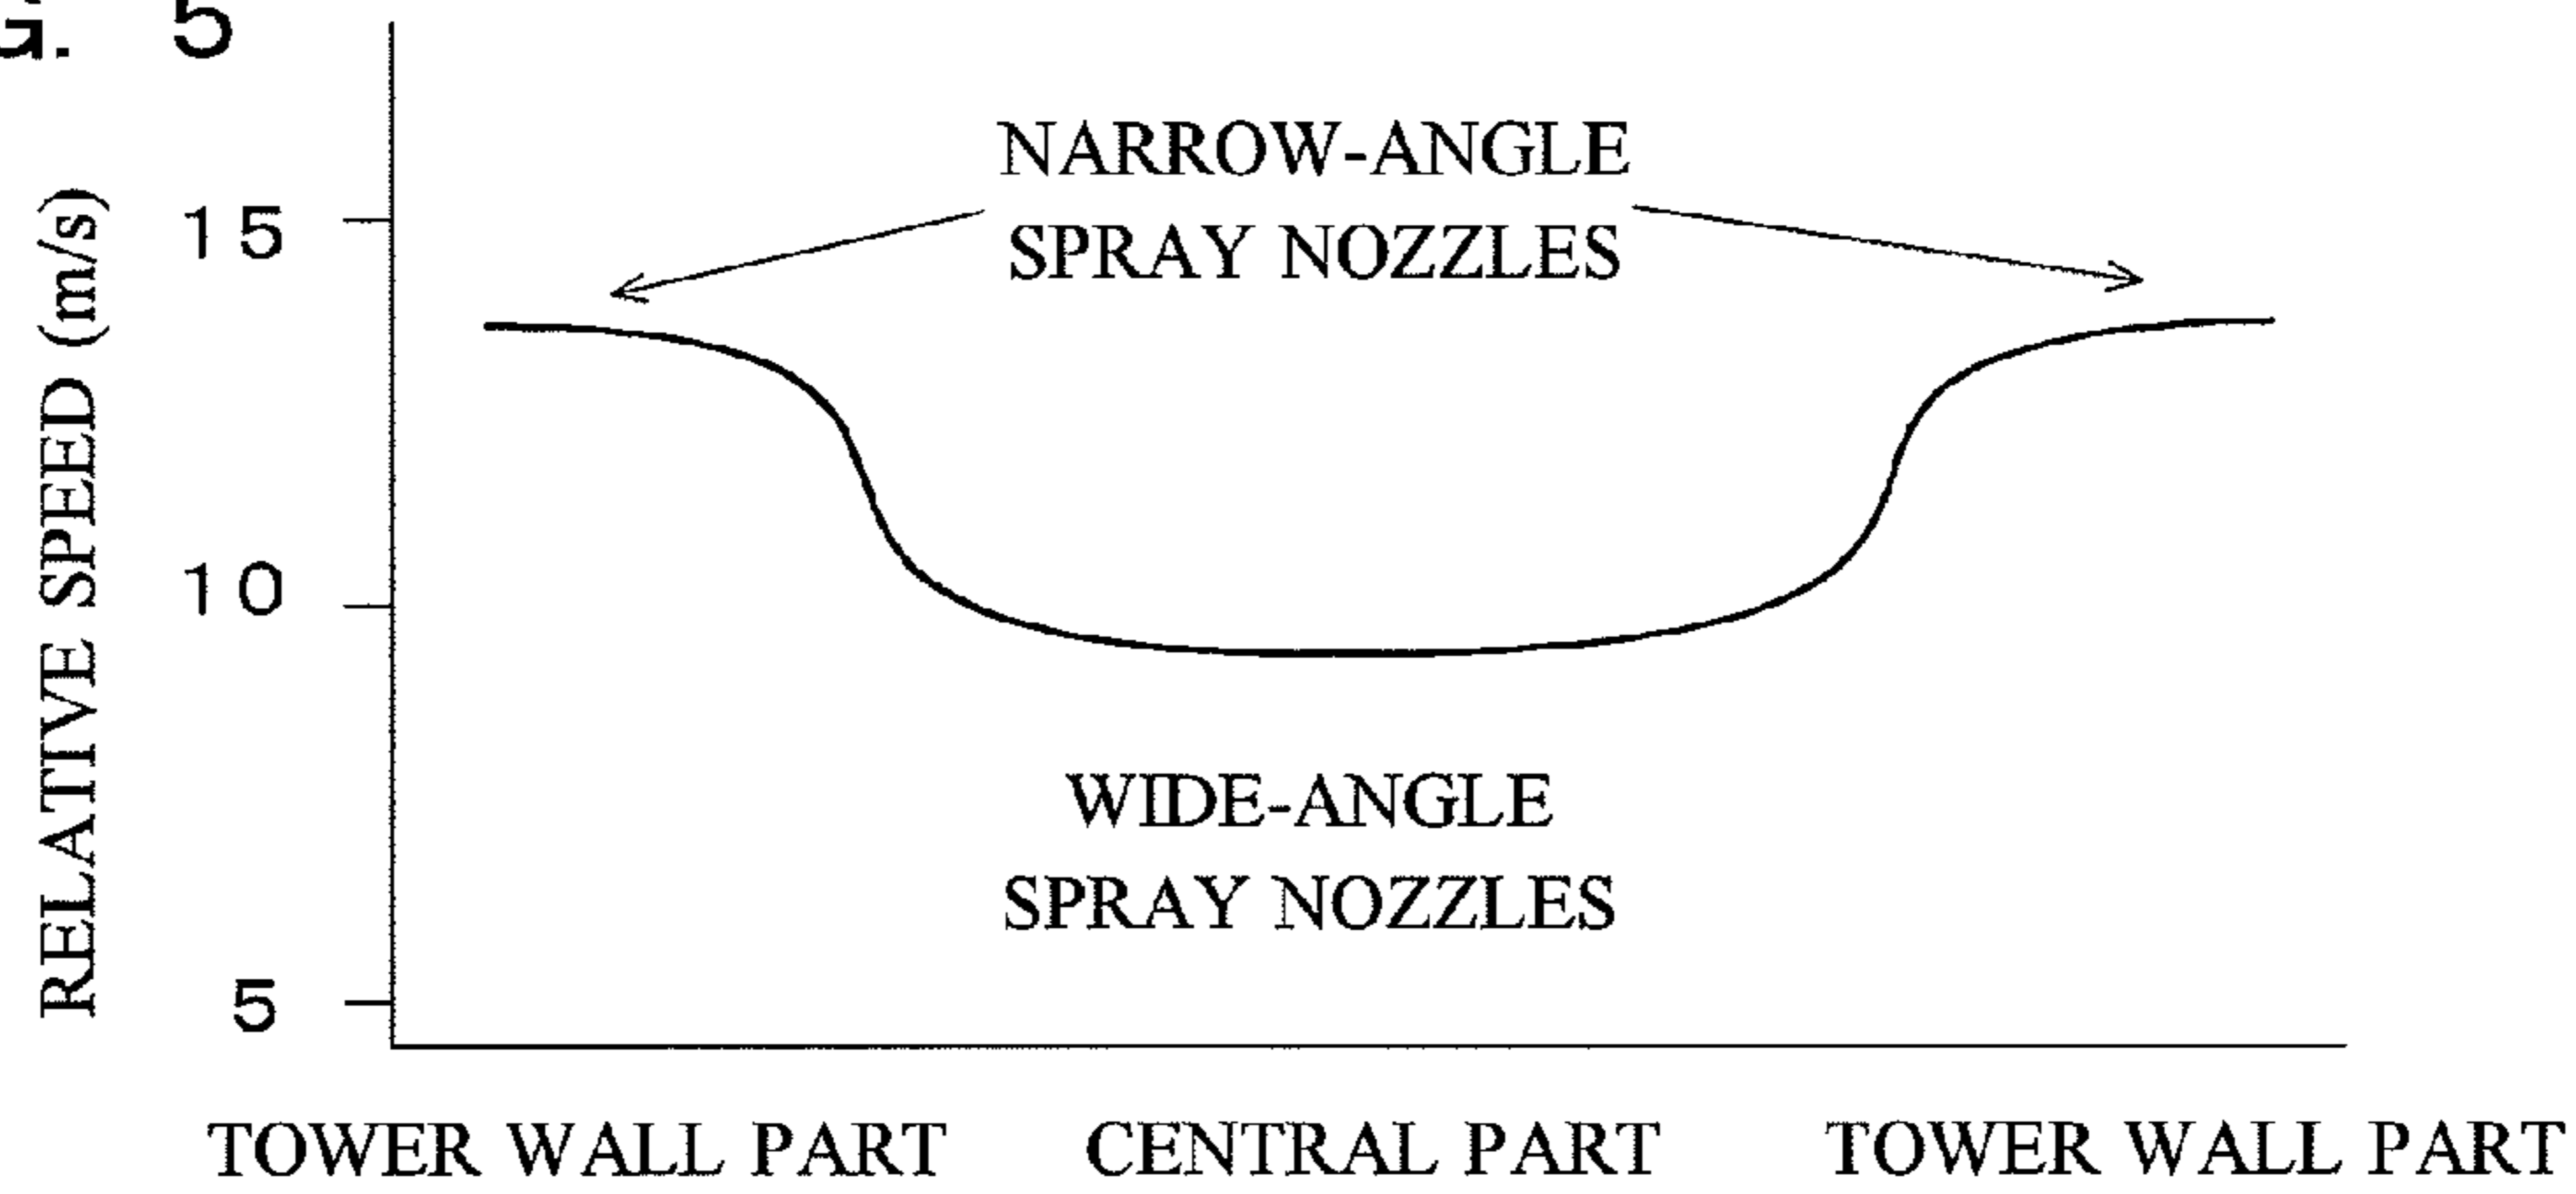 G. 5
NARROW-ANGLE
SPRAY NOZZLES
15
10
5
RELATIVE SPEED (m/s)
WIDE-ANGLE
SPRAY NOZZLES
TOWER WALL PART CENTRAL PART TOWER WALL PART